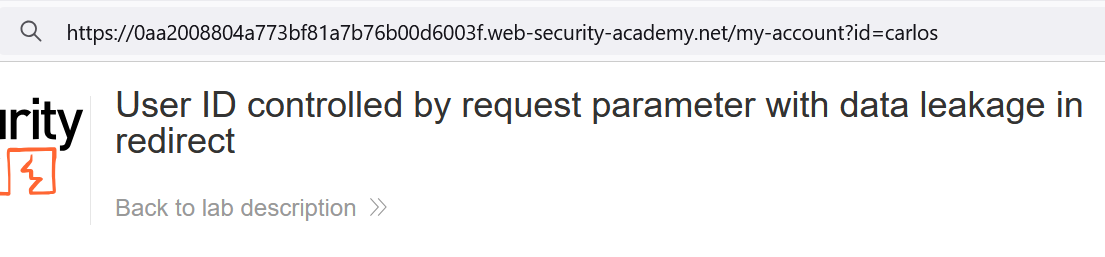 https://0aa2008804a773bf81a7b76b00d6003f.web-security-academy.net/my-account?id=carlos
User ID controlled by request parameter with data leakage in
redirect
urity
Back to lab description